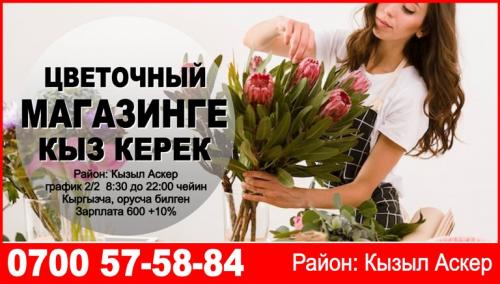 ЦВЕТОЧНЫЙ
МАГАЗИНГЕ
КЫЗ КЕРЕК
Район: Кызыл Аскер
график 2/2 8:30 до 22:00 чейин
Кыргызча, орусча билген
Зарплата 600 +10%
0700 57-58-84
Район: Кызыл Аскер